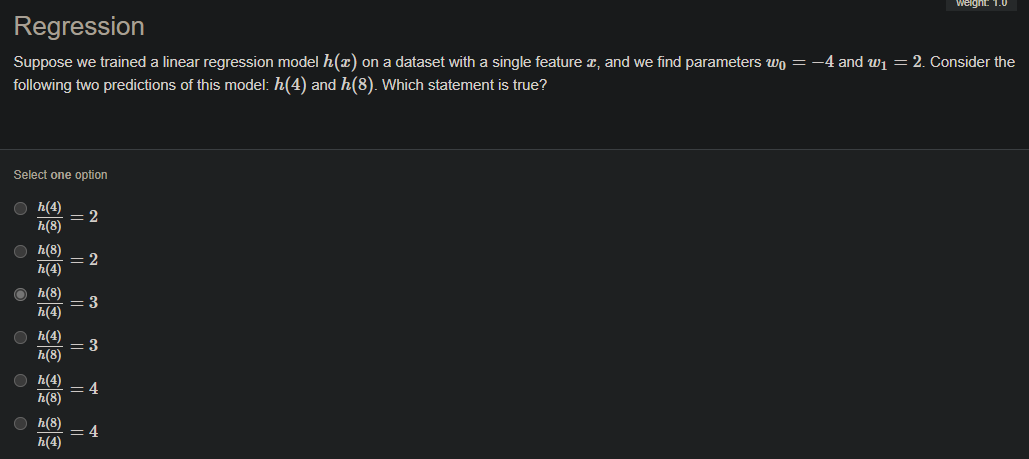 weight: 1.0
Regression
Suppose we trained a linear regression model h(x) on a dataset with a single feature x, and we find parameters w₀ = −4 and w₁ = 2. Consider the
following two predictions of this model: h(4) and h(8). Which statement is true?
Select one option
h(4)/h(8) = 2
h(8)/h(4) = 2
h(8)/h(4) = 3
h(4)/h(8) = 3
h(4)/h(8) = 4
h(8)/h(4) = 4